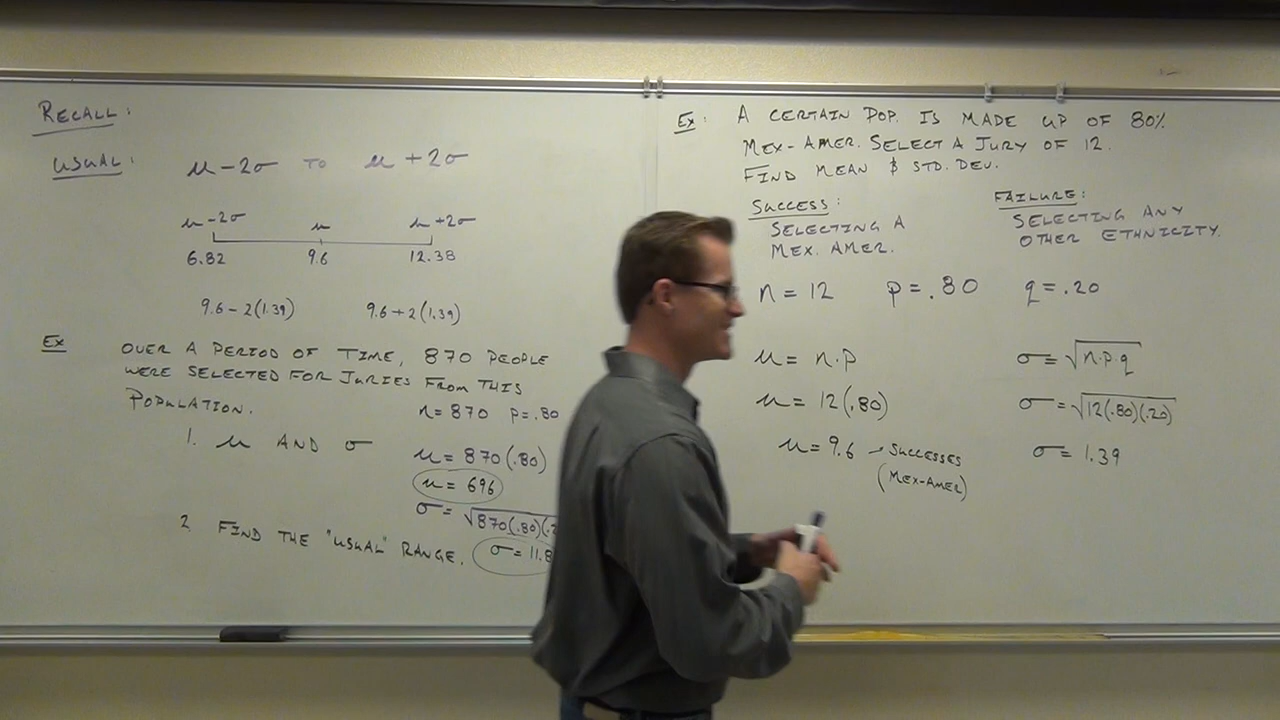 RECALL:
USUAL: μ-2σ TO μ+2σ
μ-2σ μ μ+2σ
6.82 9.6 12.38
9.6-2(1.39) 9.6+2(1.39)
EX OVER A PERIOD OF TIME, 870 PEOPLE
WERE SELECTED FOR JURIES FROM THIS
POPULATION.
n=870 p=.80
1. μ AND σ
μ=870(.80)
μ=696
σ=√870(.80)(.2
2. FIND THE "USUAL" RANGE.
σ=11.8
EX: A CERTAIN POP. IS MADE UP OF 80%
MEX-AMER. SELECT A JURY OF 12.
FIND MEAN & STD. DEV.
SUCCESS:
SELECTING A
MEX. AMER.
FAILURE:
SELECTING ANY
OTHER ETHNICITY.
n=12 p=.80 q=.20
μ=n·p σ=√n·p·q
μ=12(.80) σ=√12(.80)(.20)
μ=9.6 → SUCCESSES σ=1.39
(MEX-AMER)